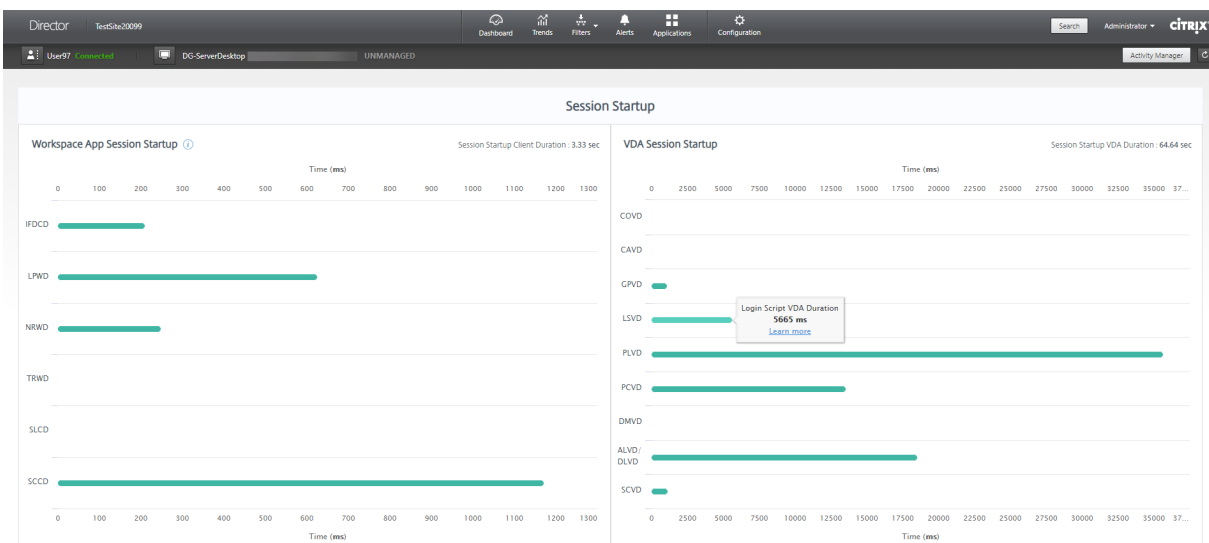 Director TestSite20099 Dashboard Trends Filters Alerts Applications Configuration Search Administrator CİTRIX
User97 Connected DG-ServerDesktop UNMANAGED Activity Manager
Session Startup
Workspace App Session Startup Session Startup Client Duration : 3.33 sec
Time (ms)
0 100 200 300 400 500 600 700 800 900 1000 1100 1200 1300
IFDCD
LPWD
NRWD
TRWD
SLCD
SCCD
0 100 200 300 400 500 600 700 800 900 1000 1100 1200 1300
Time (ms)
VDA Session Startup Session Startup VDA Duration : 64.64 sec
Time (ms)
0 2500 5000 7500 10000 12500 15000 17500 20000 22500 25000 27500 30000 32500 35000 37...
COVD
CAVD
GPVD
LSVD
Login Script VDA Duration
5665 ms
Learn more
PLVD
PCVD
DMVD
ALVD/
DLVD
SCVD
0 2500 5000 7500 10000 12500 15000 17500 20000 22500 25000 27500 30000 32500 35000 37...
Time (ms)